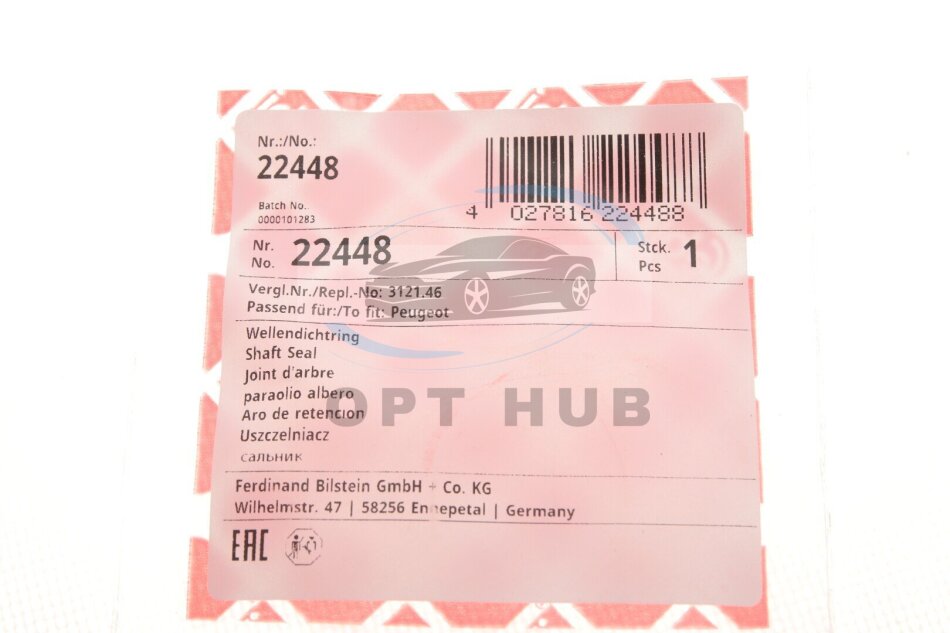 Nr.:/No.:
22448
Batch No.
0000101283
4 027816 224488
Nr.
No. 22448
Stck.
Pcs 1
Vergl.Nr./Repl.-No: 3121.46
Passend für:/To fit: Peugeot
Wellendichtring
Shaft Seal
Joint d'arbre
paraolio albero
Aro de retencion
Uszczelniacz
сальник
OPT HUB
Ferdinand Bilstein GmbH + Co. KG
Wilhelmstr. 47 | 58256 Ennepetal | Germany
EAC